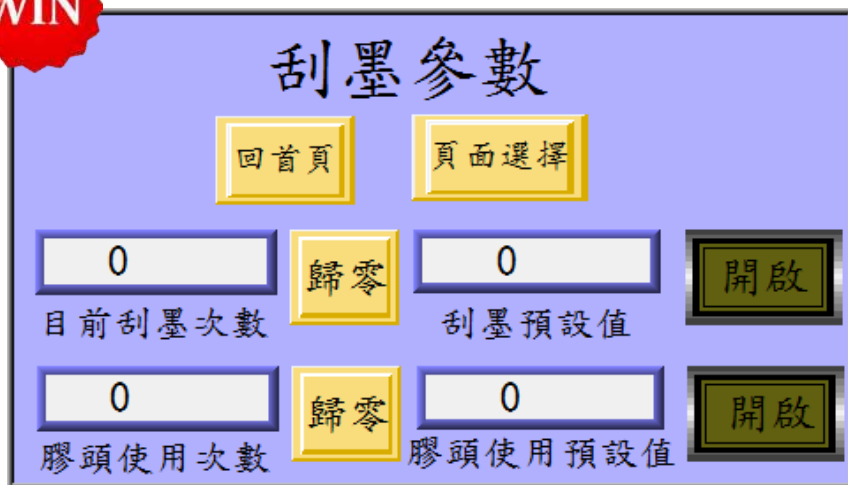 WIN
刮墨參數
回首頁 頁面選擇
0 歸零 0 開啟
目前刮墨次數 刮墨預設值
0 歸零 0 開啟
膠頭使用次數 膠頭使用預設值